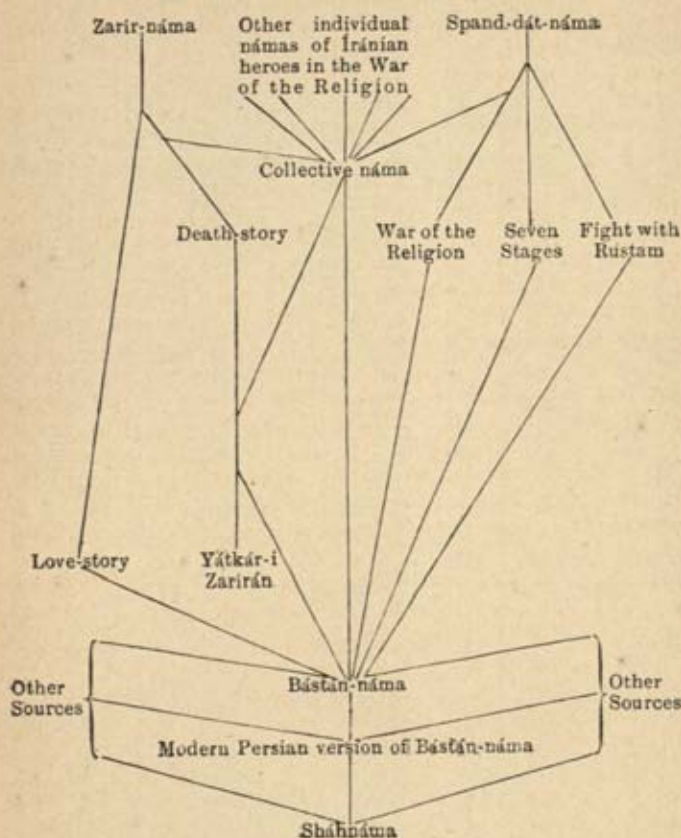 Zarír-náma
Other individual
námas of Íránian
heroes in the War
of the Religion
Spand-dát-náma
Collective náma
Death-story
War of the
Religion
Seven
Stages
Fight with
Rustam
Love-story
Yátkár-i
Zarírán
Other
Sources
Bástán-náma
Other
Sources
Modern Persian version of Bástán-náma
Sháhnáma